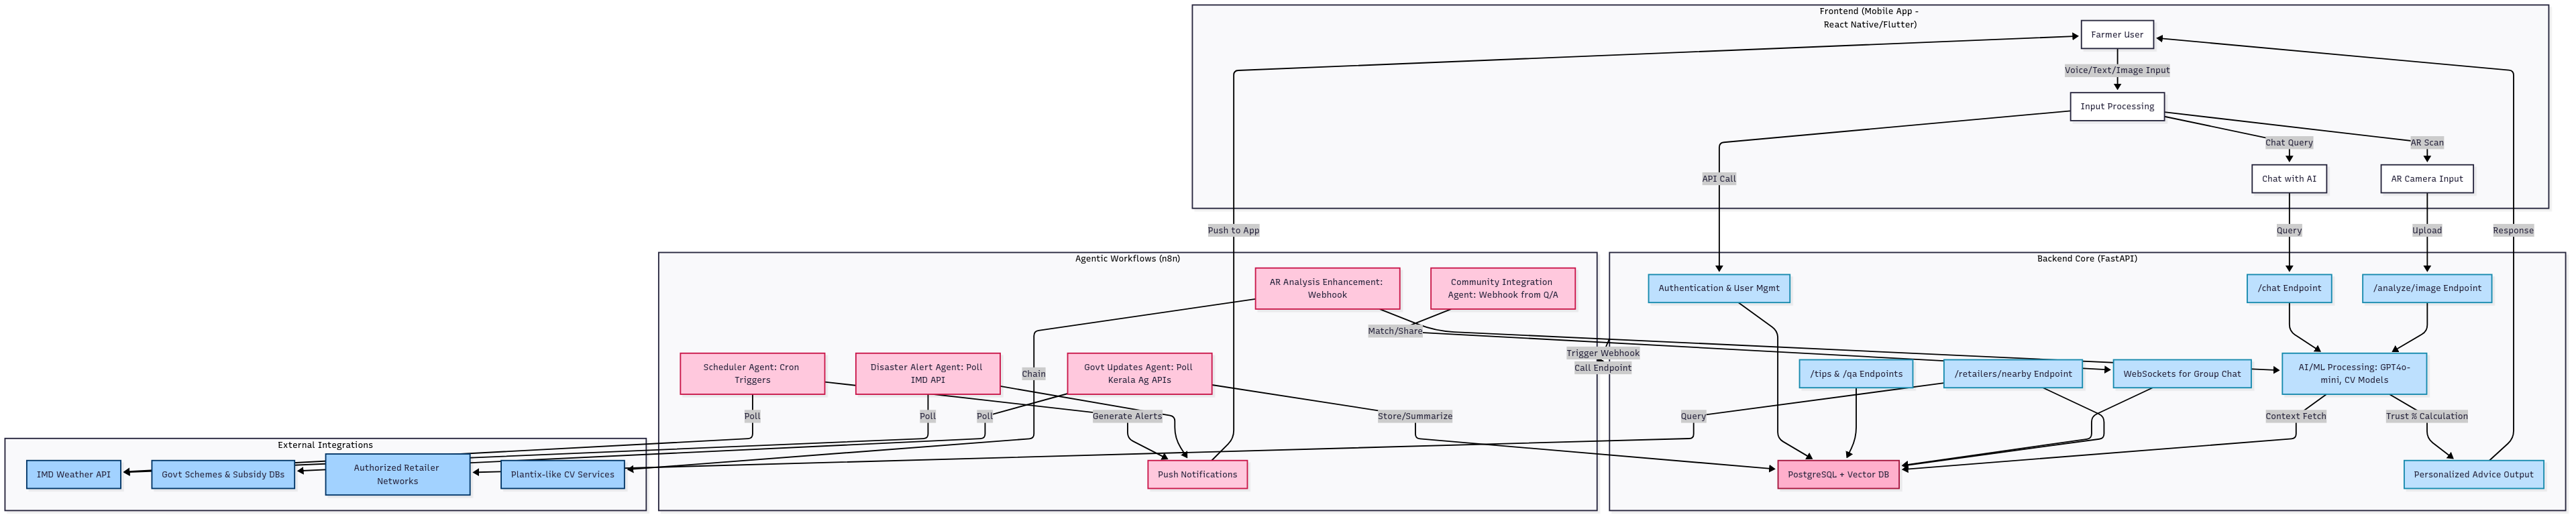 Frontend (Mobile App -
React Native/Flutter)
Farmer User
Voice/Text/Image Input
Input Processing
Chat Query
AR Scan
API Call
Chat with AI
AR Camera Input
Push to App
Query
Upload
Response
Agentic Workflows (n8n)
Backend Core (FastAPI)
AR Analysis Enhancement:
Webhook
Community Integration
Agent: Webhook from Q/A
Authentication & User Mgmt
/chat Endpoint
/analyze/image Endpoint
Match/Share
Trigger Webhook
Call Endpoint
Scheduler Agent: Cron
Triggers
Disaster Alert Agent: Poll
IMD API
Chain
Govt Updates Agent: Poll
Kerala Ag APIs
/tips & /qa Endpoints
/retailers/nearby Endpoint
WebSockets for Group Chat
AI/ML Processing: GPT4o-
mini, CV Models
Poll
Poll
Poll
Generate Alerts
Store/Summarize
Query
Context Fetch
Trust % Calculation
External Integrations
IMD Weather API
Govt Schemes & Subsidy DBs
Authorized Retailer
Networks
Plantix-like CV Services
Push Notifications
PostgreSQL + Vector DB
Personalized Advice Output